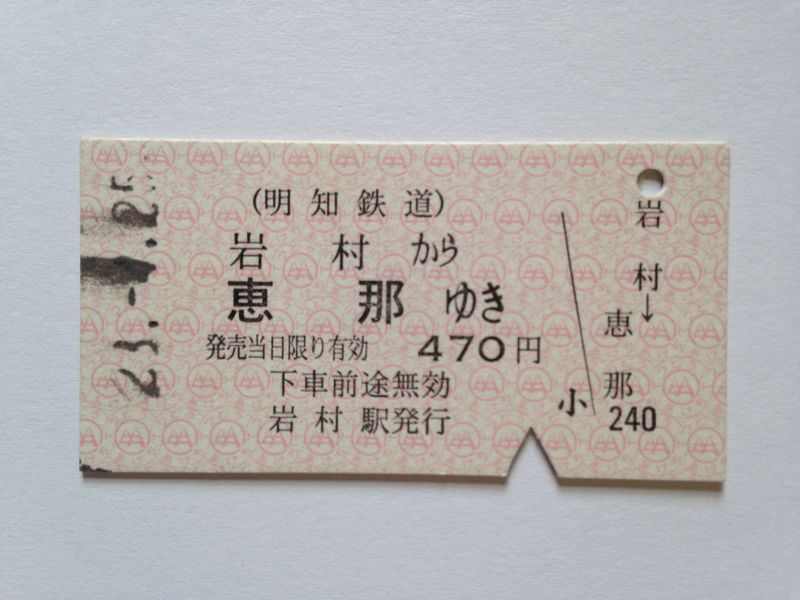 (明知鉄道)
岩村から
恵那ゆき
発売当日限り有効 470円
下車前途無効
岩村駅発行
小
岩村→恵那
240